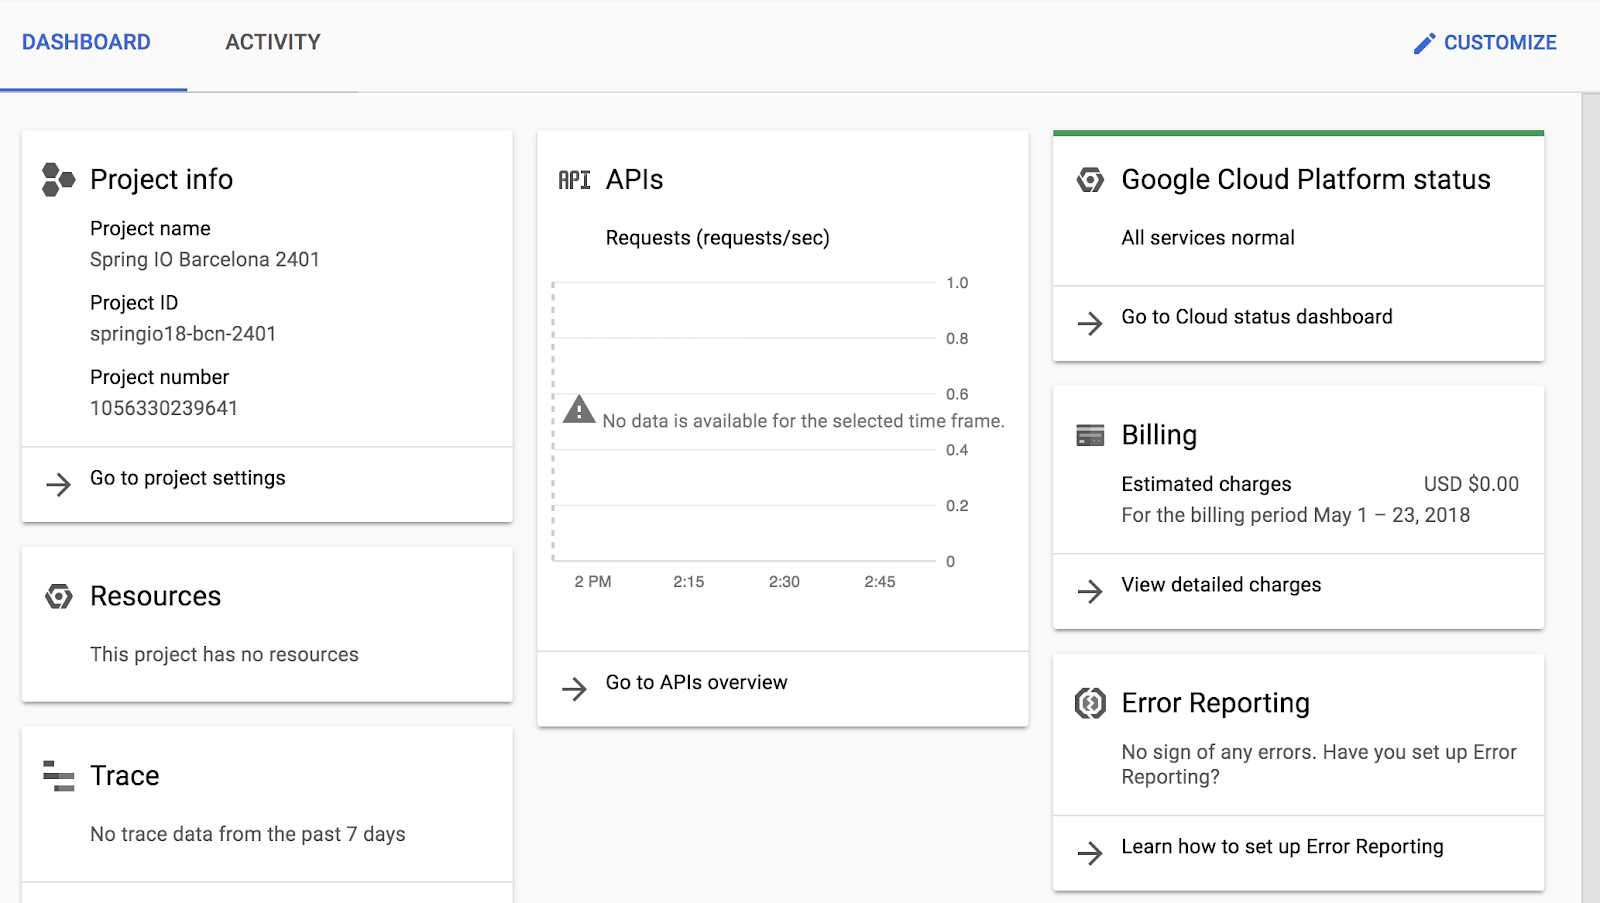 DASHBOARD
ACTIVITY
CUSTOMIZE
Project info
Project name
Spring IO Barcelona 2401
Project ID
springio18-bcn-2401
Project number
1056330239641
Go to project settings
Resources
This project has no resources
Trace
No trace data from the past 7 days
API APIs
Requests (requests/sec)
1.0
0.8
0.6
No data is available for the selected time frame.
0.4
0.2
0
2 PM 2:15 2:30 2:45
Go to APIs overview
Google Cloud Platform status
All services normal
Go to Cloud status dashboard
Billing
Estimated charges USD $0.00
For the billing period May 1 – 23, 2018
View detailed charges
Error Reporting
No sign of any errors. Have you set up Error
Reporting?
Learn how to set up Error Reporting